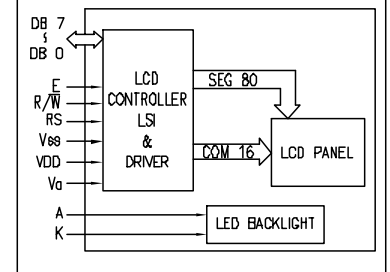 DB 7
DB 0
E
R/W̅
RS
Vss
VDD
Vo
A
K
LCD
CONTROLLER
LSI
&
DRIVER
SEG 80
COM 16
LCD PANEL
LED BACKLIGHT